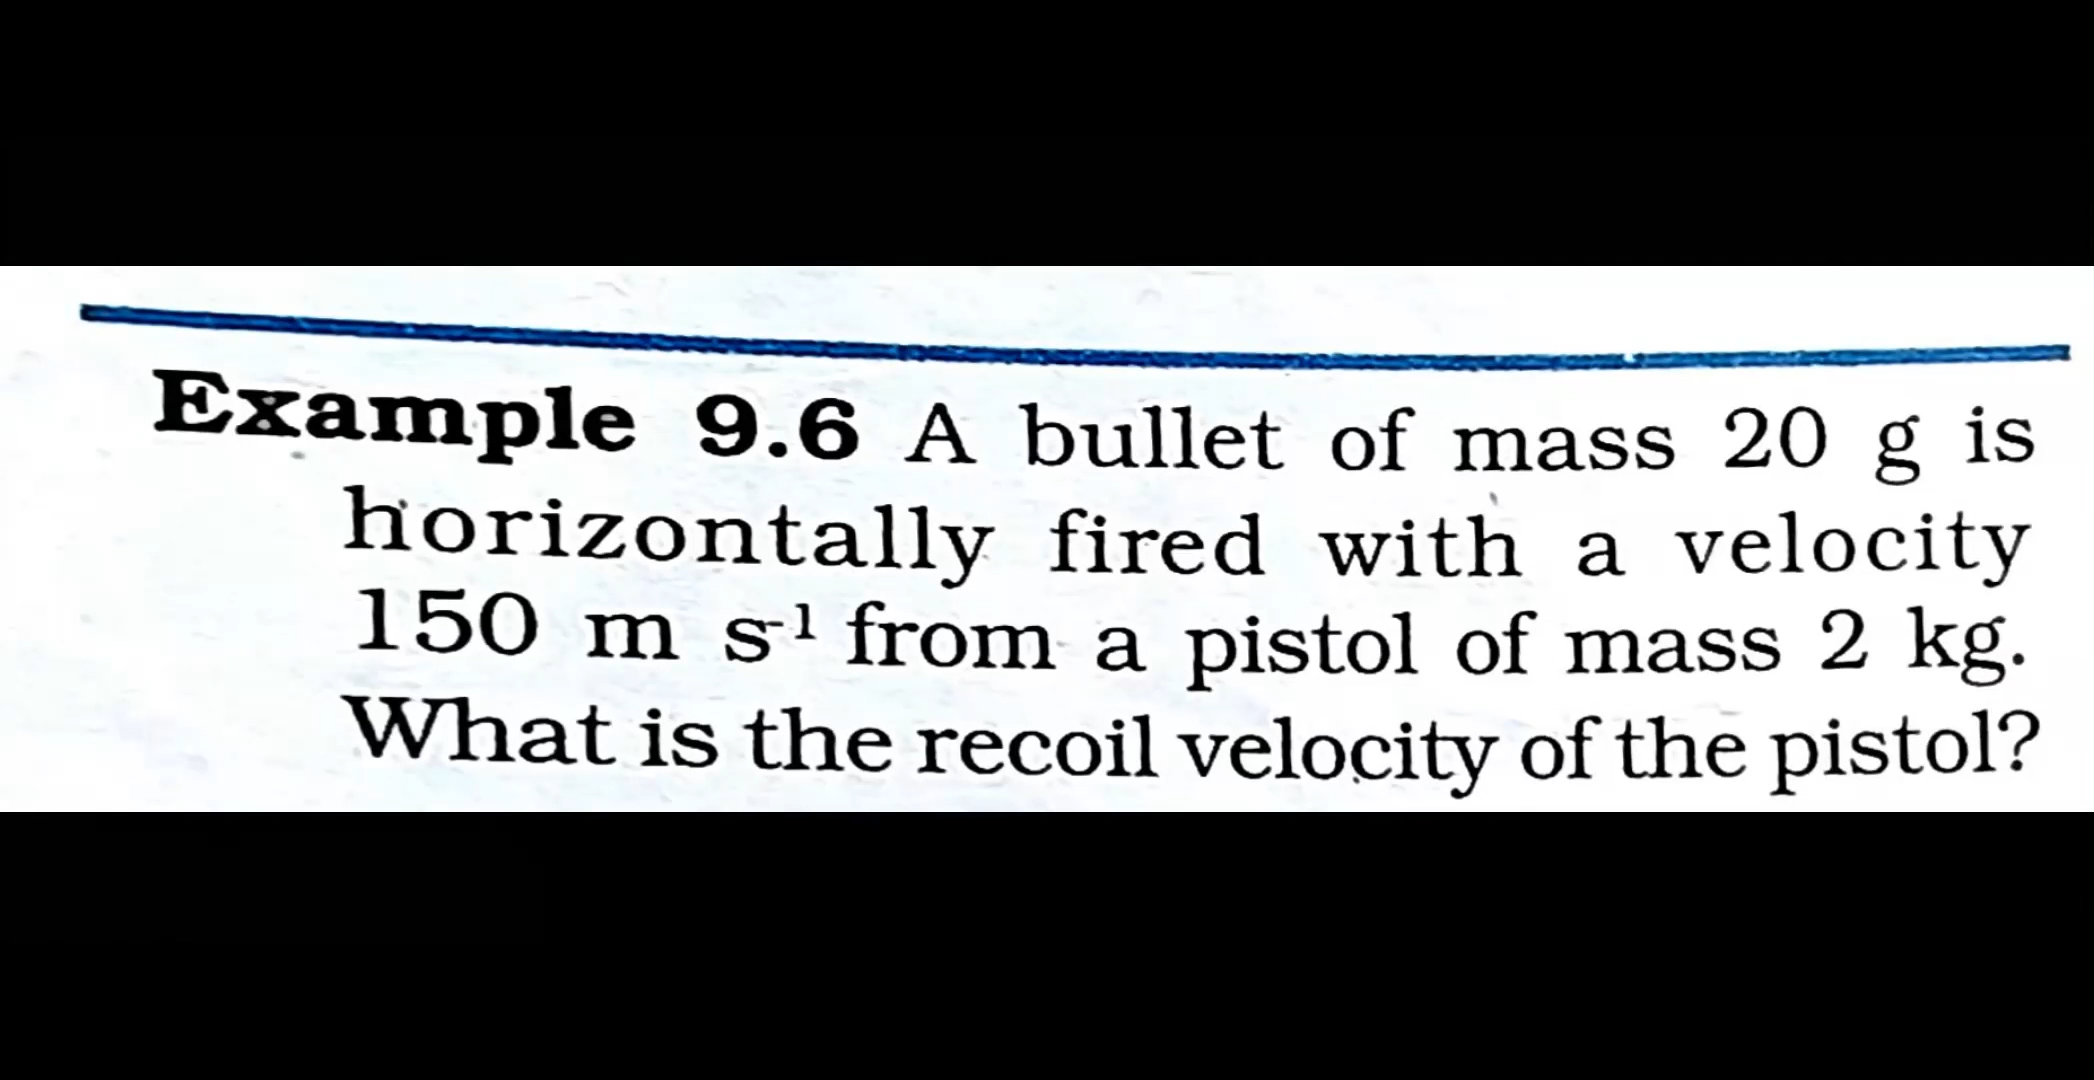 Example 9.6 A bullet of mass 20 g is
horizontally fired with a velocity
150 m s⁻¹ from a pistol of mass 2 kg.
What is the recoil velocity of the pistol?